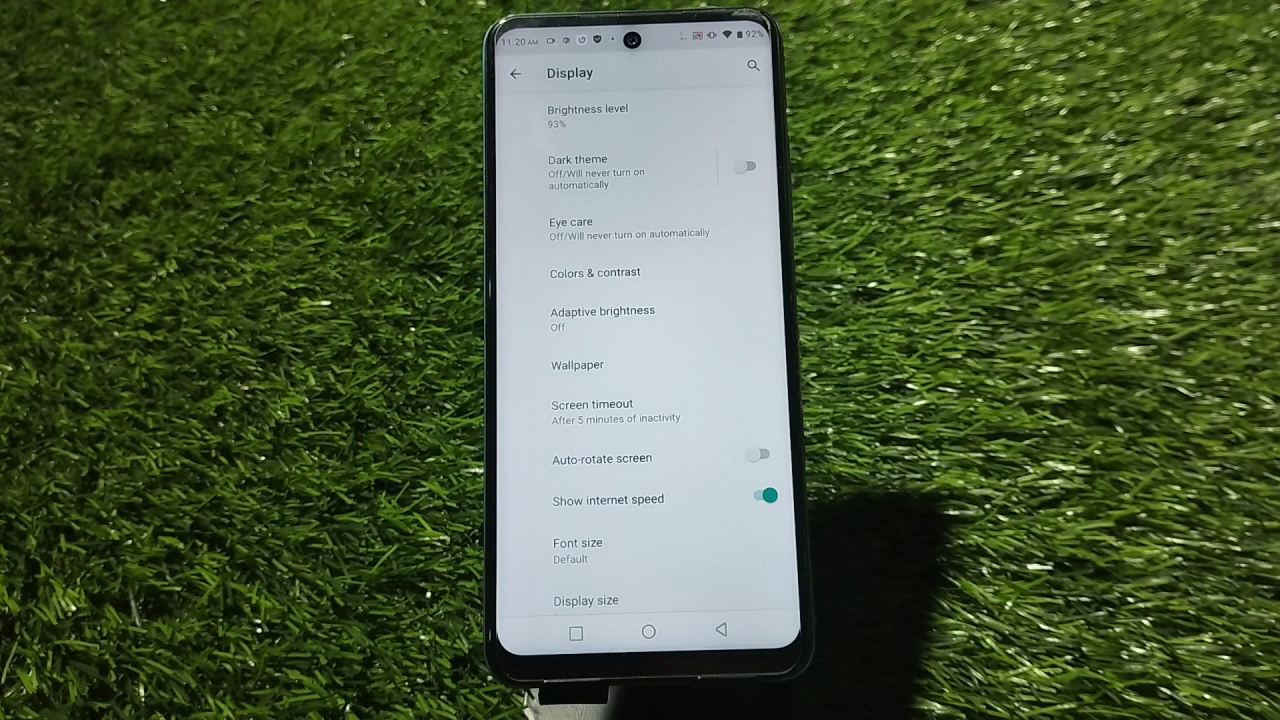 11:20 AM
92%
Display
Brightness level
93%
Dark theme
Off/Will never turn on
automatically
Eye care
Off/Will never turn on automatically
Colors & contrast
Adaptive brightness
Off
Wallpaper
Screen timeout
After 5 minutes of inactivity
Auto-rotate screen
Show internet speed
Font size
Default
Display size